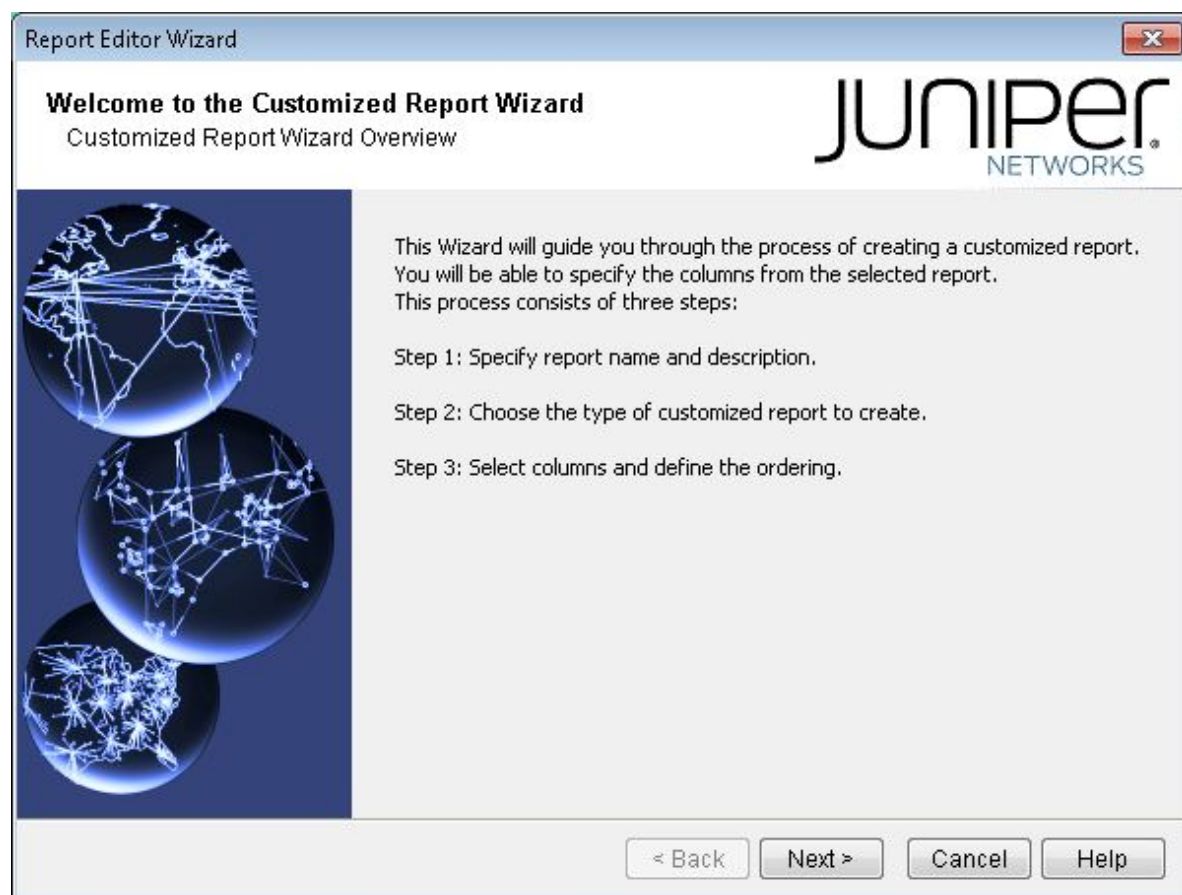 Report Editor Wizard
Welcome to the Customized Report Wizard
Customized Report Wizard Overview
JUNIPer
NETWORKS
This Wizard will guide you through the process of creating a customized report.
You will be able to specify the columns from the selected report.
This process consists of three steps:
Step 1: Specify report name and description.
Step 2: Choose the type of customized report to create.
Step 3: Select columns and define the ordering.
< Back
Next >
Cancel
Help